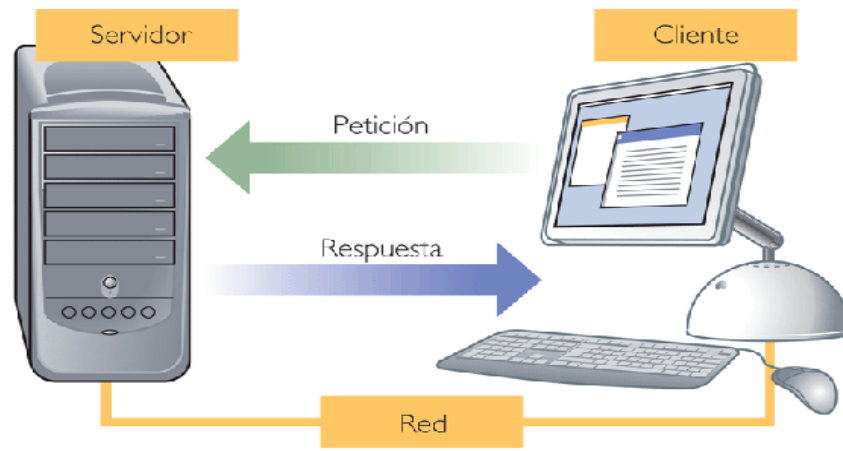 Servidor
Cliente
Petición
Respuesta
Red